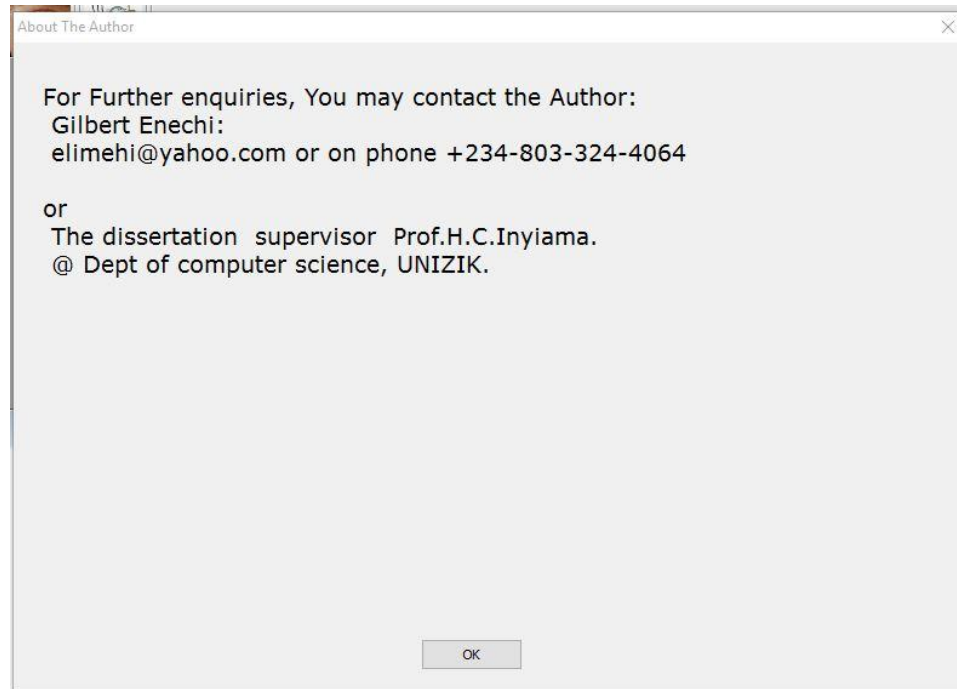 About The Author
For Further enquiries, You may contact the Author:
Gilbert Enechi:
elimehi@yahoo.com or on phone +234-803-324-4064
or
The dissertation  supervisor  Prof.H.C.Inyiama.
@ Dept of computer science, UNIZIK.
OK